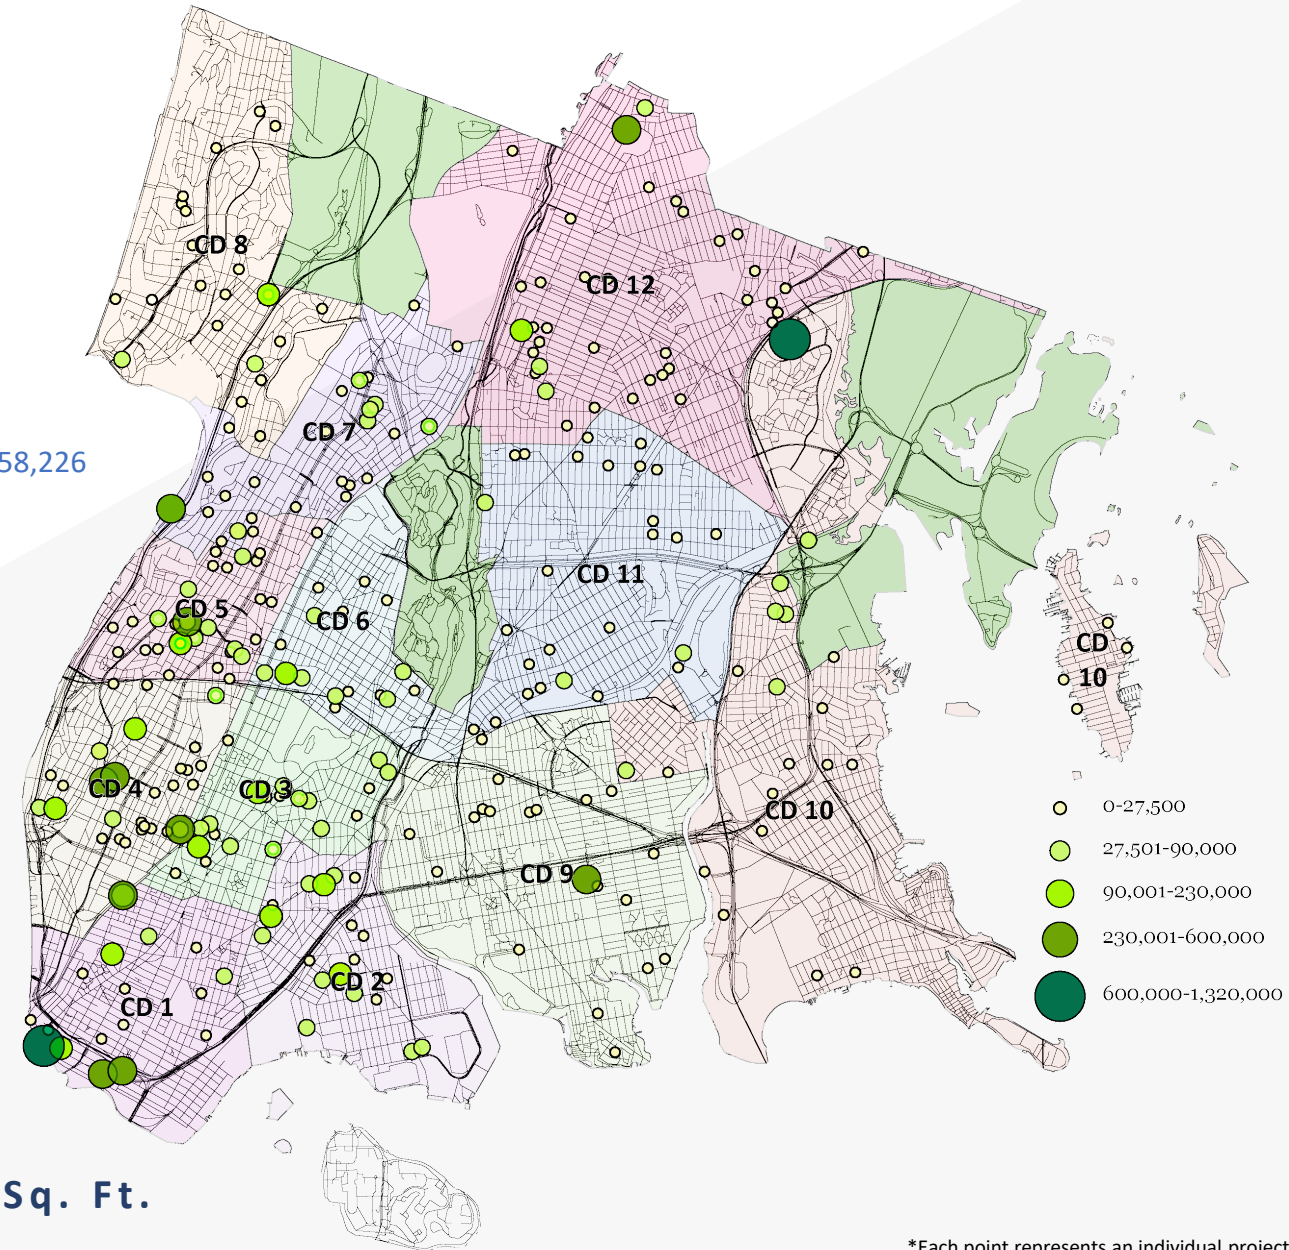 CD 8
CD 12
CD 7
58,226
CD 11
CD 5
CD 6
CD
10
CD 4
CD 3
CD 10
0-27,500
27,501-90,000
90,001-230,000
230,001-600,000
600,000-1,320,000
CD 9
CD 2
CD 1
Sq. Ft.
*Each point represents an individual project